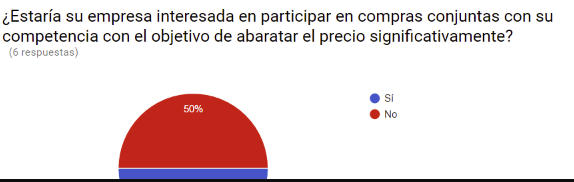 ¿Estaría su empresa interesada en participar en compras conjuntas con su
competencia con el objetivo de abaratar el precio significativamente?
(6 respuestas)
50%
Sí
No